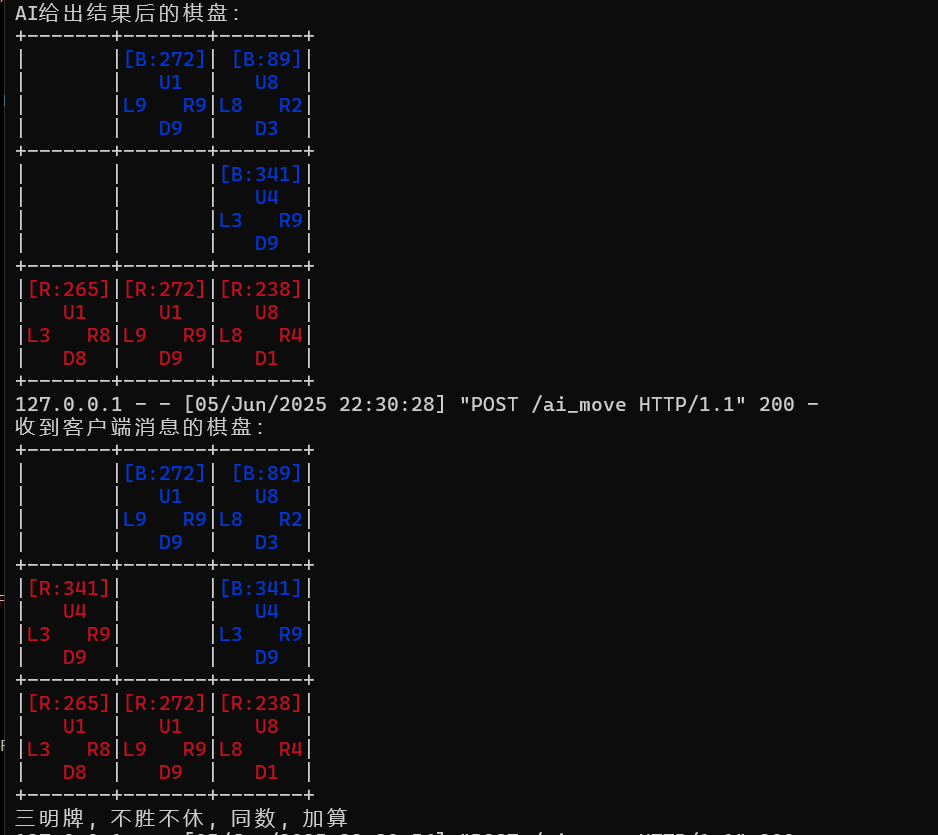 AI给出结果后的棋盘:
+-------+-------+-------+
|       |[B:272]| [B:89]|
|       |   U1  |   U8  |
|       |L9   R9|L8   R2|
|       |   D9  |   D3  |
+-------+-------+-------+
|       |       |[B:341]|
|       |       |   U4  |
|       |       |L3   R9|
|       |       |   D9  |
+-------+-------+-------+
|[R:265]|[R:272]|[R:238]|
|   U1  |   U1  |   U8  |
|L3   R8|L9   R9|L8   R4|
|   D8  |   D9  |   D1  |
+-------+-------+-------+
127.0.0.1 - - [05/Jun/2025 22:30:28] "POST /ai_move HTTP/1.1" 200 -
收到客户端消息的棋盘:
+-------+-------+-------+
|       |[B:272]| [B:89]|
|       |   U1  |   U8  |
|       |L9   R9|L8   R2|
|       |   D9  |   D3  |
+-------+-------+-------+
|[R:341]|       |[B:341]|
|   U4  |       |   U4  |
|L3   R9|       |L3   R9|
|   D9  |       |   D9  |
+-------+-------+-------+
|[R:265]|[R:272]|[R:238]|
|   U1  |   U1  |   U8  |
|L3   R8|L9   R9|L8   R4|
|   D8  |   D9  |   D1  |
+-------+-------+-------+
三明牌, 不胜不休, 同数, 加算